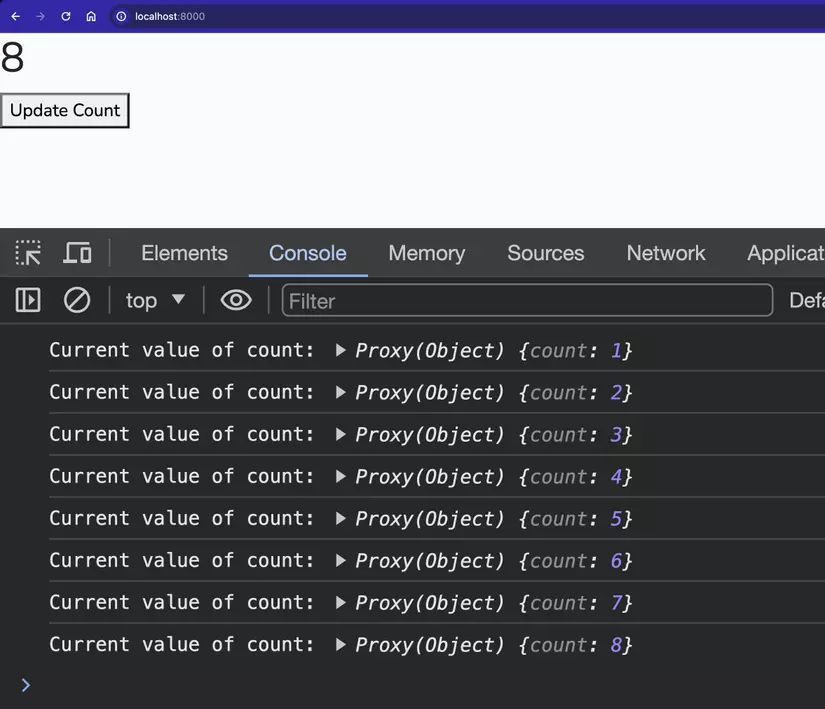 localhost:8000
8
Update Count
Elements Console Memory Sources Network Applicat
top Filter Defa
Current value of count: Proxy(Object) {count: 1}
Current value of count: Proxy(Object) {count: 2}
Current value of count: Proxy(Object) {count: 3}
Current value of count: Proxy(Object) {count: 4}
Current value of count: Proxy(Object) {count: 5}
Current value of count: Proxy(Object) {count: 6}
Current value of count: Proxy(Object) {count: 7}
Current value of count: Proxy(Object) {count: 8}